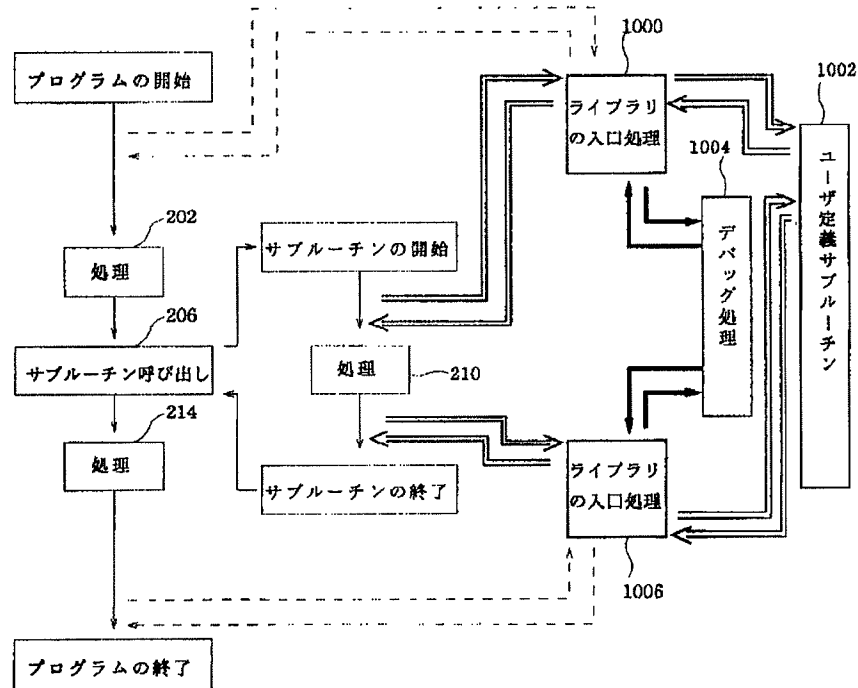 1000
プログラムの開始
ライブラリ
の入口処理
1002
1004
202
処理
サブルーチンの開始
デバッグ処理
ユーザ定義サブルーチン
206
サブルーチン呼び出し
処理
210
214
処理
サブルーチンの終了
ライブラリ
の入口処理
1006
プログラムの終了